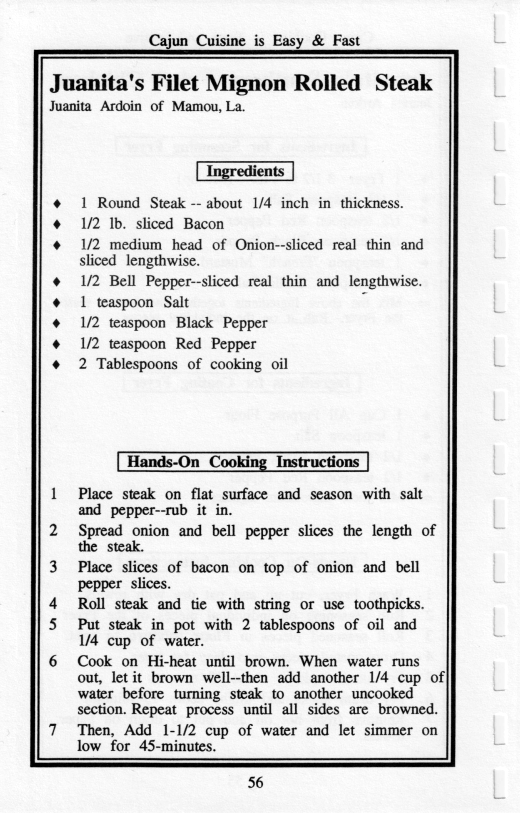 Cajun Cuisine is Easy & Fast
Juanita's Filet Mignon Rolled Steak
Juanita Ardoin of Mamou, La.
Ingredients
♦ 1 Round Steak -- about 1/4 inch in thickness.
♦ 1/2 lb. sliced Bacon
♦ 1/2 medium head of Onion--sliced real thin and
sliced lengthwise.
♦ 1/2 Bell Pepper--sliced real thin and lengthwise.
♦ 1 teaspoon Salt
♦ 1/2 teaspoon Black Pepper
♦ 1/2 teaspoon Red Pepper
♦ 2 Tablespoons of cooking oil
Hands-On Cooking Instructions
1 Place steak on flat surface and season with salt
and pepper--rub it in.
2 Spread onion and bell pepper slices the length of
the steak.
3 Place slices of bacon on top of onion and bell
pepper slices.
4 Roll steak and tie with string or use toothpicks.
5 Put steak in pot with 2 tablespoons of oil and
1/4 cup of water.
6 Cook on Hi-heat until brown. When water runs
out, let it brown well--then add another 1/4 cup of
water before turning steak to another uncooked
section. Repeat process until all sides are browned.
7 Then, Add 1-1/2 cup of water and let simmer on
low for 45-minutes.
56